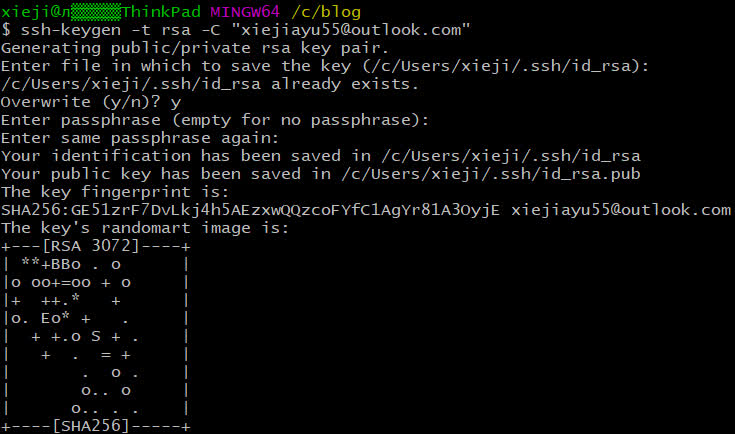 xieji@л▒▒▒▒▒ThinkPad MINGW64 /c/blog
$ ssh-keygen -t rsa -C "xiejiayu55@outlook.com"
Generating public/private rsa key pair.
Enter file in which to save the key (/c/Users/xieji/.ssh/id_rsa):
/c/Users/xieji/.ssh/id_rsa already exists.
Overwrite (y/n)? y
Enter passphrase (empty for no passphrase):
Enter same passphrase again:
Your identification has been saved in /c/Users/xieji/.ssh/id_rsa
Your public key has been saved in /c/Users/xieji/.ssh/id_rsa.pub
The key fingerprint is:
SHA256:GE51zrF7DvLkj4h5AEzxwQQzcoFYfC1AgYr81A3OyjE xiejiayu55@outlook.com
The key's randomart image is:
+---[RSA 3072]----+
| **+BBo . o      |
|o oo+=oo + o     |
|+  ++.*   +      |
|o. Eo* +   .     |
|  + +.o S + .    |
|   +  .  = +     |
|        .  o .   |
|        o.. o    |
|       o.. . .   |
+----[SHA256]-----+